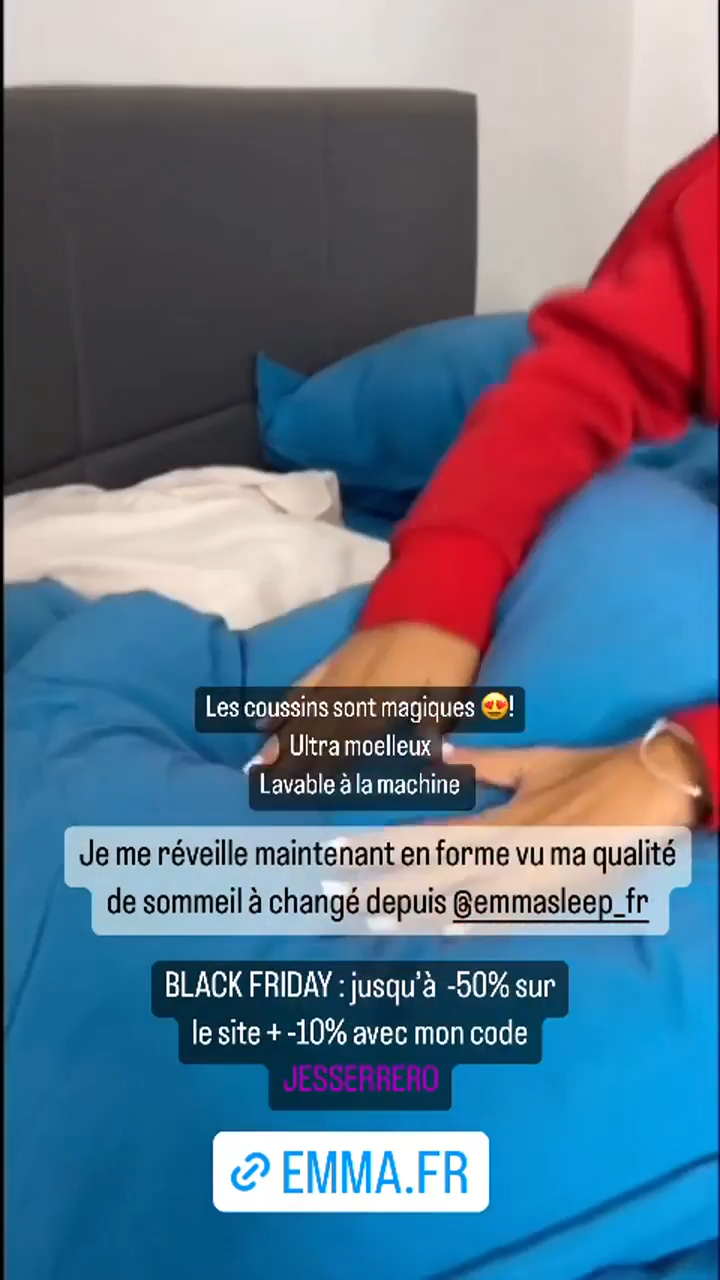 Les coussins sont magiques 😍!
Ultra moelleux
Lavable à la machine
Je me réveille maintenant en forme vu ma qualité
de sommeil à changé depuis @emmasleep_fr
BLACK FRIDAY : jusqu'à -50% sur
le site + -10% avec mon code
JESSERRERO
EMMA.FR